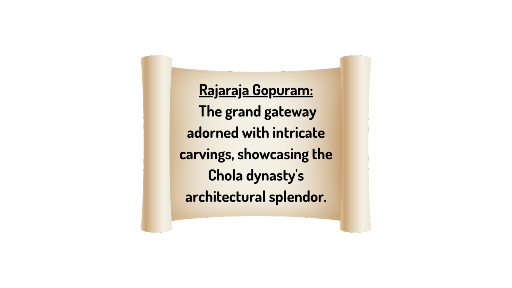 Rajaraja Gopuram:
The grand gateway
adorned with intricate
carvings, showcasing the
Chola dynasty's
architectural splendor.